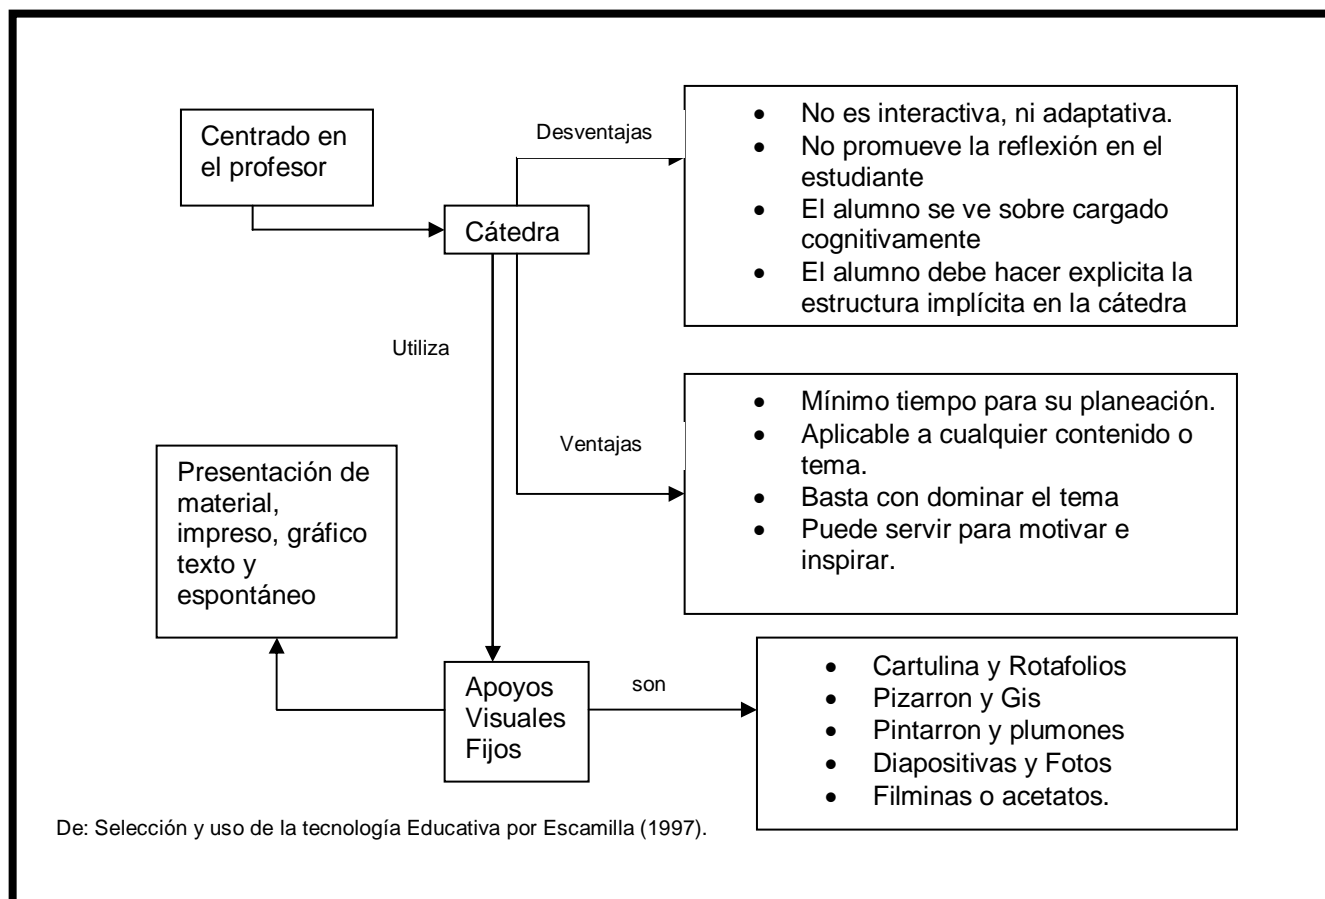 Centrado en
el profesor
Cátedra
Desventajas
• No es interactiva, ni adaptativa.
• No promueve la reflexión en el
estudiante
• El alumno se ve sobre cargado
cognitivamente
• El alumno debe hacer explicita la
estructura implícita en la cátedra
Utiliza
Ventajas
• Mínimo tiempo para su planeación.
• Aplicable a cualquier contenido o
tema.
• Basta con dominar el tema
• Puede servir para motivar e
inspirar.
Presentación de
material,
impreso, gráfico
texto y
espontáneo
Apoyos
Visuales
Fijos
son
• Cartulina y Rotafolios
• Pizarron y Gis
• Pintarron y plumones
• Diapositivas y Fotos
• Filminas o acetatos.
De: Selección y uso de la tecnología Educativa por Escamilla (1997).